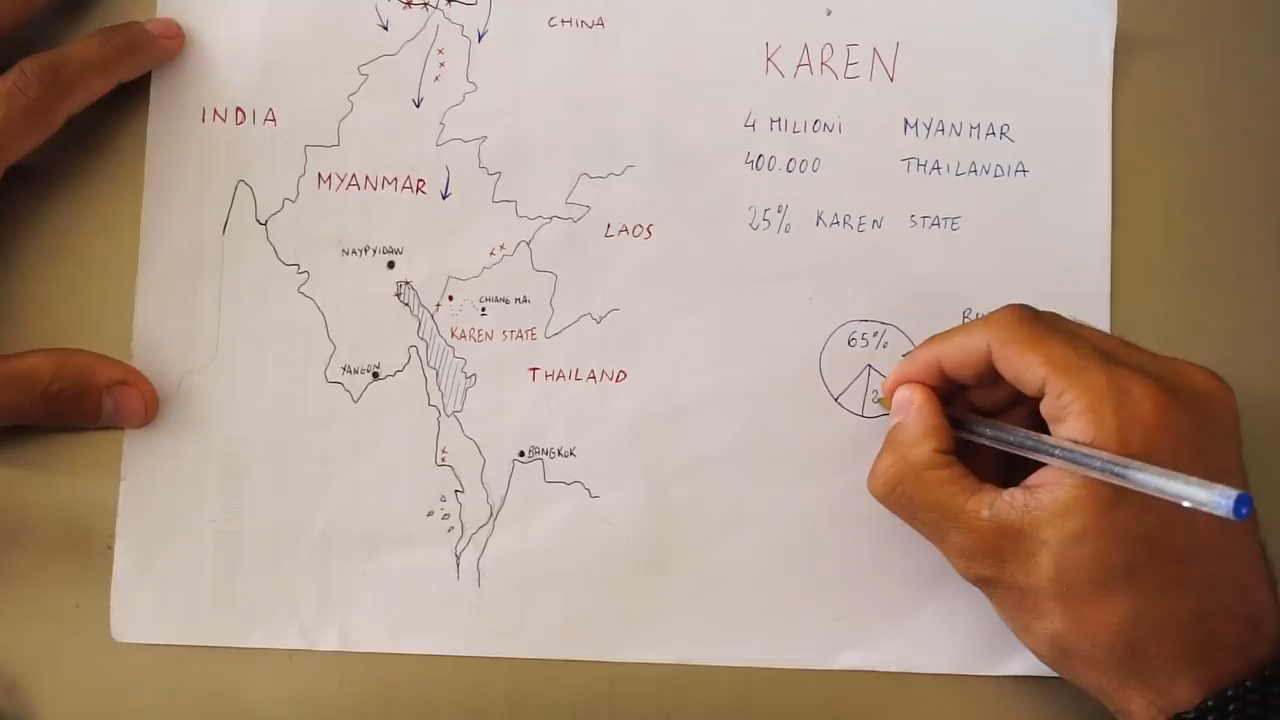 CHINA
KAREN
INDIA
4 MILIONI MYANMAR
400.000 THAILANDIA
MYANMAR
25% KAREN STATE
LAOS
NAYPYIDAW
CHIANG MAI
KAREN STATE
65%
YANGON
THAILAND
2
BANGKOK